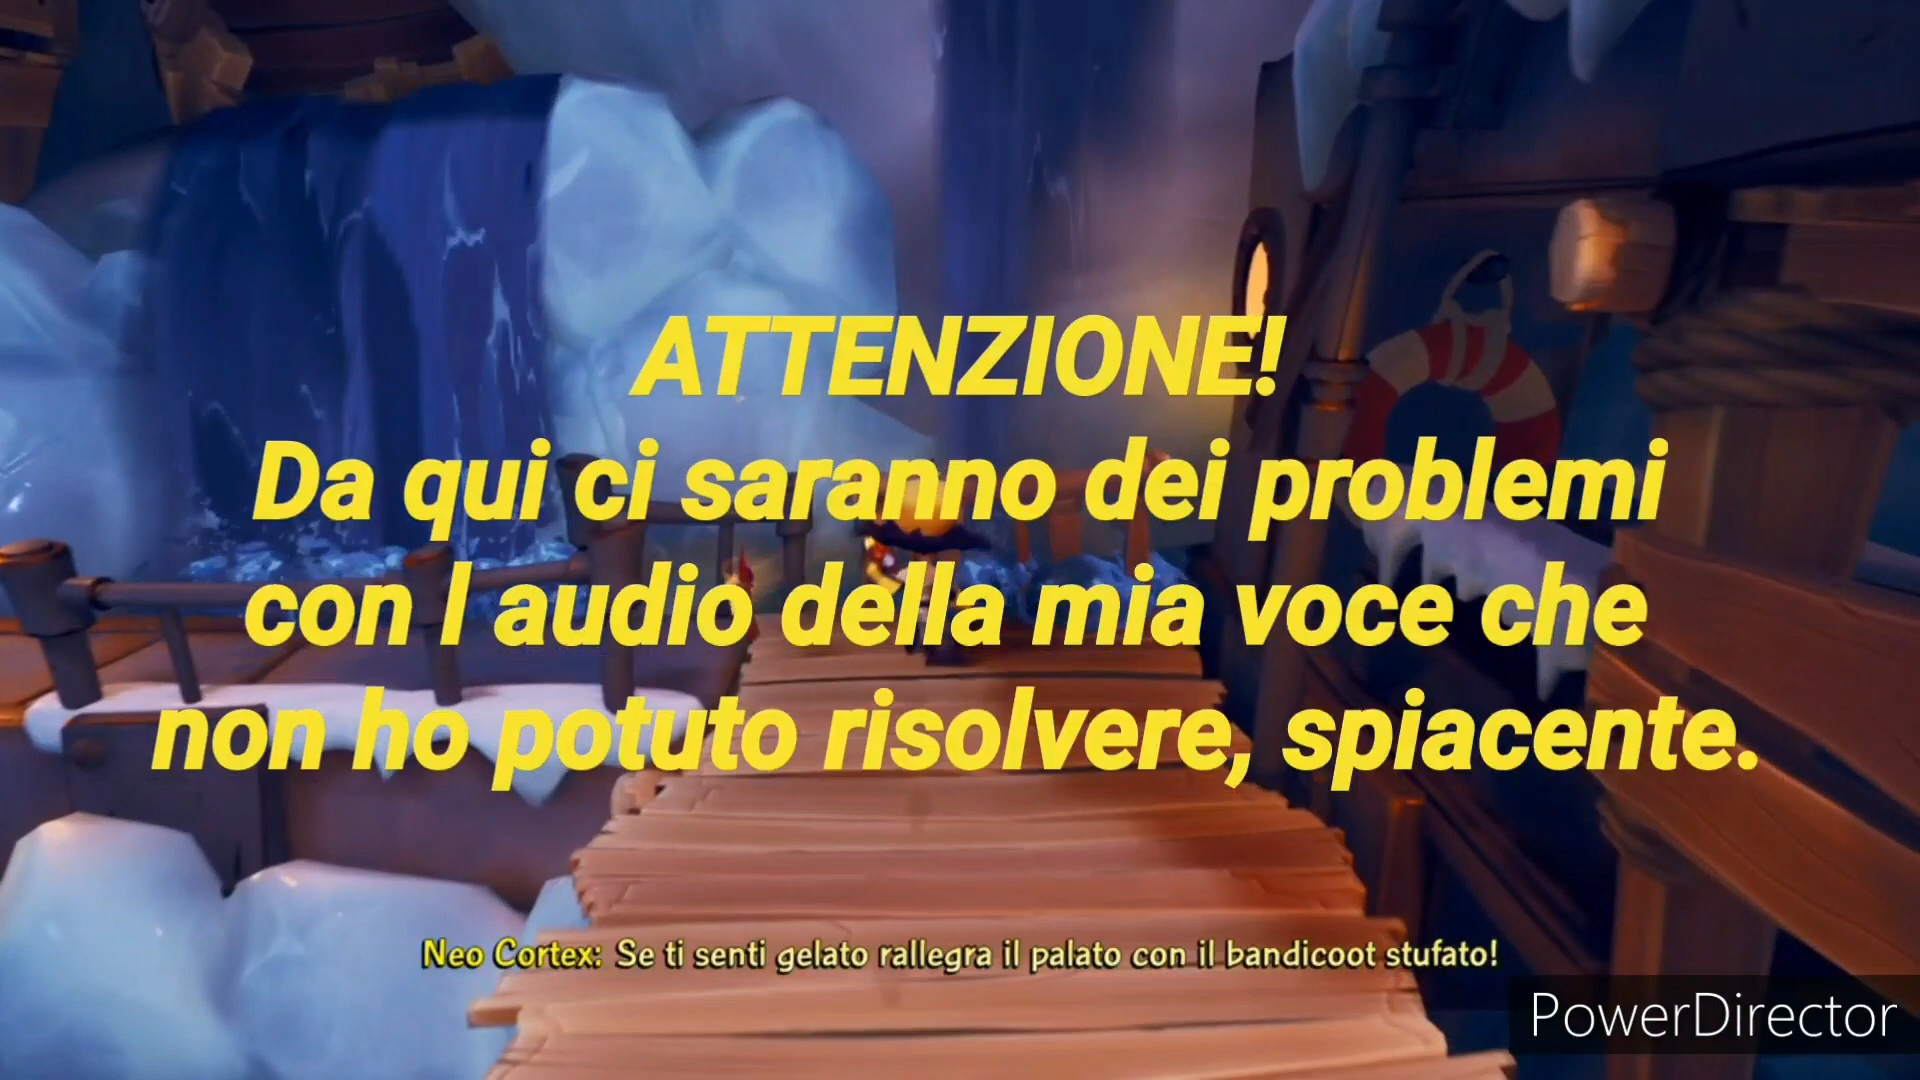 ATTENZIONE!
Da qui ci saranno dei problemi
con l audio della mia voce che
non ho potuto risolvere, spiacente.
Neo Cortex: Se ti senti gelato rallegra il palato con il bandicoot stufato!
PowerDirector